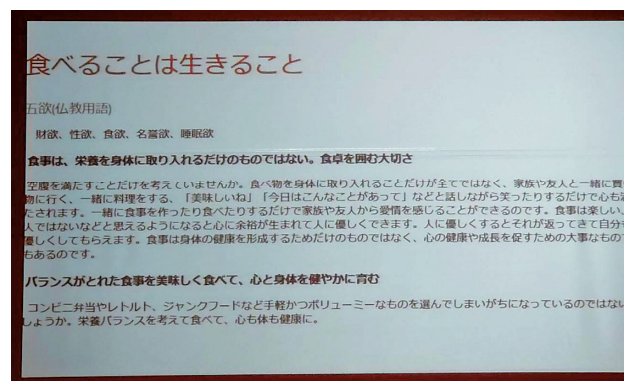 食べることは生きること
五欲(仏教用語)
財欲、性欲、食欲、名誉欲、睡眠欲
食事は、栄養を身体に取り入れるだけのものではない。食卓を囲む大切さ
空腹を満たすことだけを考えていませんか。食べ物を身体に取り入れることだけが全てではなく、家族や友人と一緒に買
物に行く、一緒に料理をする、「美味しいね」「今日はこんなことがあって」などと話しながら笑ったりするだけで心も
たされます。一緒に食事を作ったり食べたりするだけで家族や友人から愛情を感じることができるのです。食事は楽しい、
人ではないなどと思えるようになると心に余裕が生まれて人に優しくできます。人に優しくするとそれが返ってきて自分
優しくしてもらえます。食事は身体の健康を形成するためだけのものではなく、心の健康や成長を促すための大事なもので
もあるのです。
バランスがとれた食事を美味しく食べて、心と身体を健やかに育む
コンビニ弁当やレトルト、ジャンクフードなど手軽かつボリューミーなものを選んでしまいがちになっているのではない
しょうか。栄養バランスを考えて食べて、心も体も健康に。